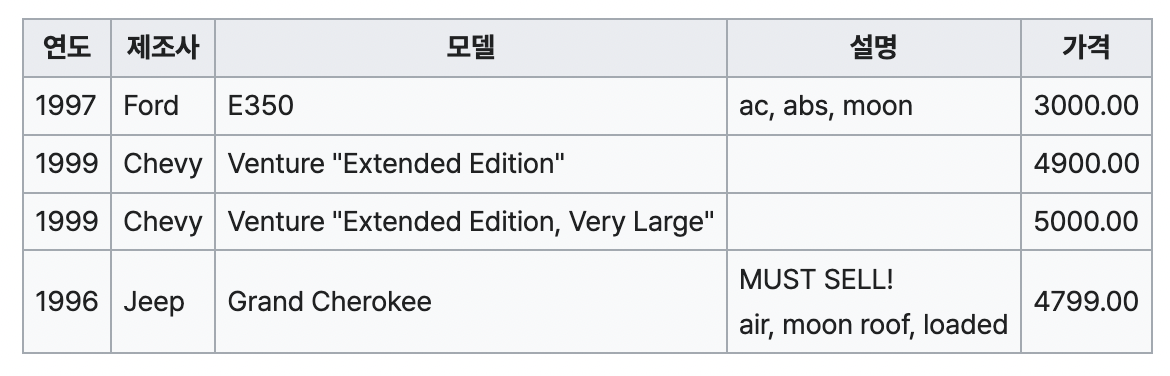 연도 제조사 모델 설명 가격
1997 Ford E350 ac, abs, moon 3000.00
1999 Chevy Venture "Extended Edition" 4900.00
1999 Chevy Venture "Extended Edition, Very Large" 5000.00
1996 Jeep Grand Cherokee MUST SELL!
air, moon roof, loaded 4799.00